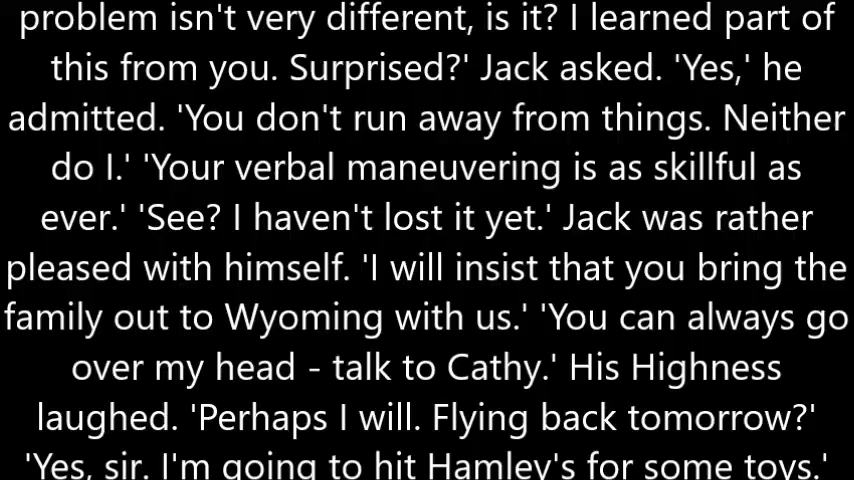 problem isn't very different, is it? I learned part of
this from you. Surprised?' Jack asked. 'Yes,' he
admitted. 'You don't run away from things. Neither
do I.' 'Your verbal maneuvering is as skillful as
ever.' 'See? I haven't lost it yet.' Jack was rather
pleased with himself. 'I will insist that you bring the
family out to Wyoming with us.' 'You can always go
over my head - talk to Cathy.' His Highness
laughed. 'Perhaps I will. Flying back tomorrow?'
'Yes, sir. I'm going to hit Hamley's for some toys.'